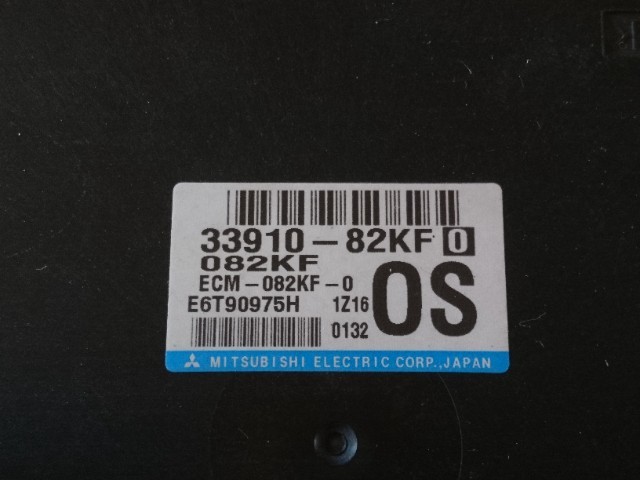 33910-82KF 0
082KF
ECM-082KF-0
E6T90975H 1Z16
OS
0132
MITSUBISHI ELECTRIC CORP.,JAPAN